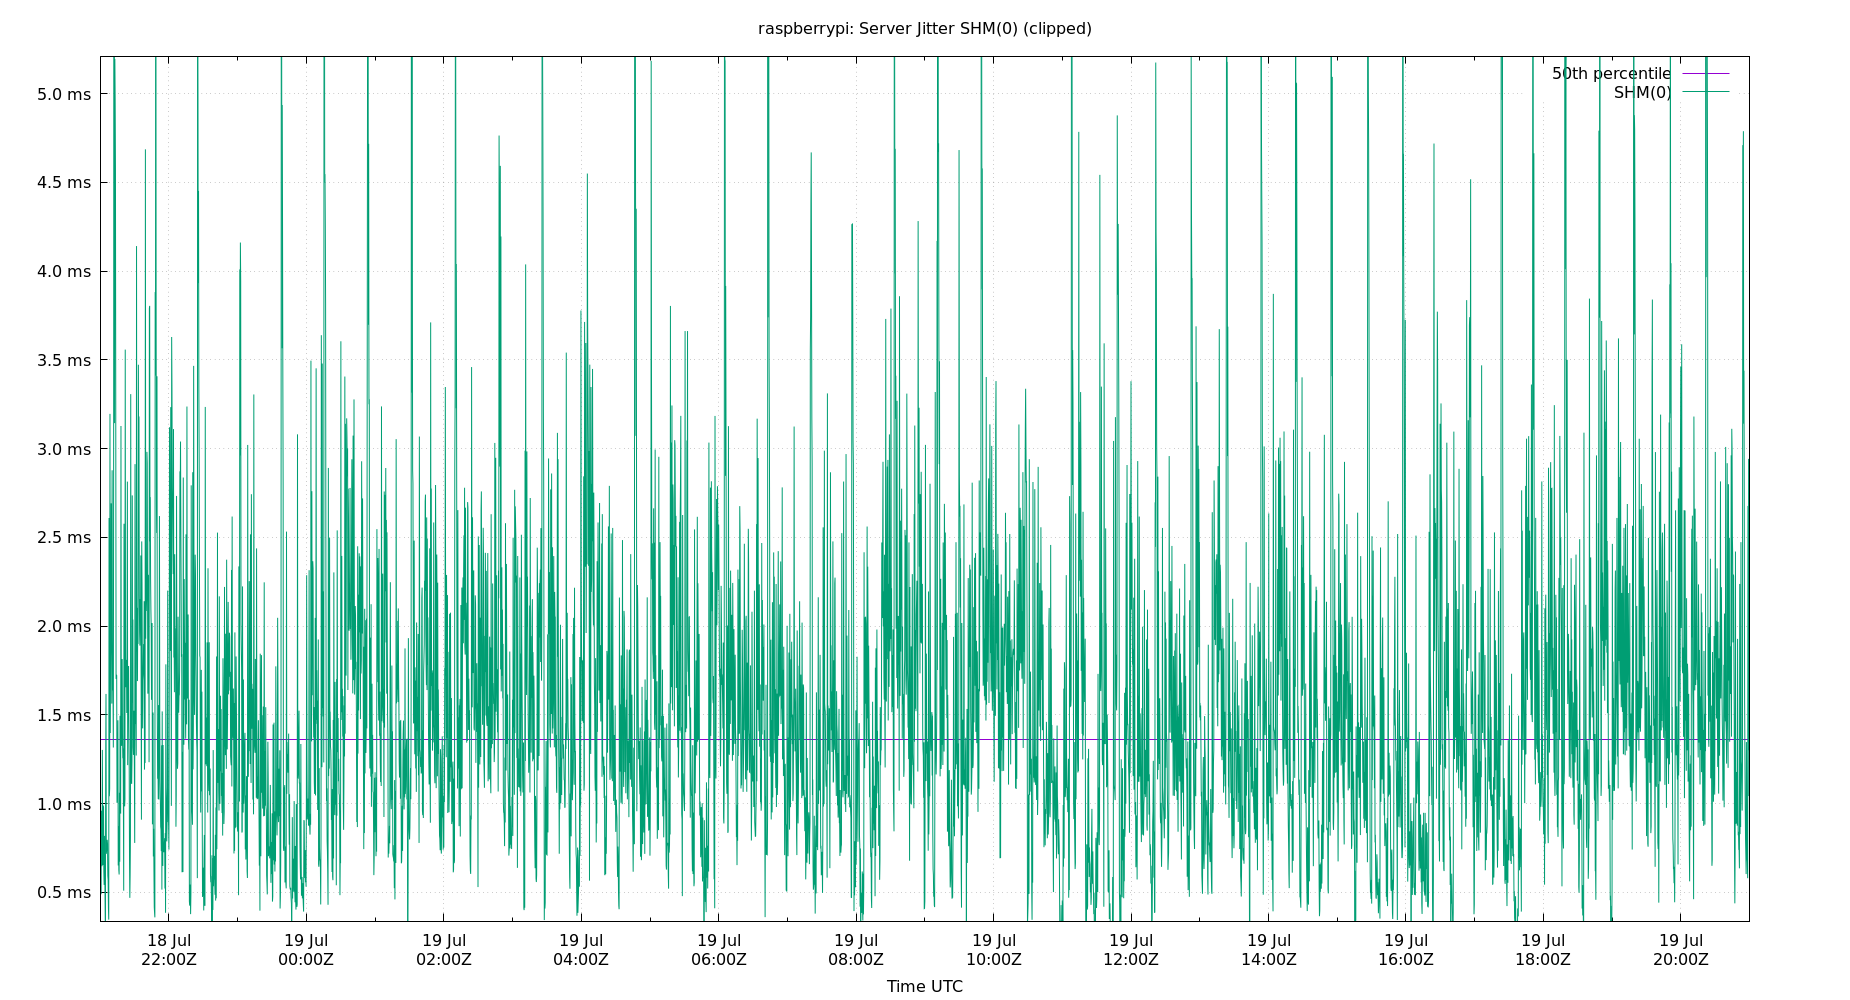 raspberrypi: Server Jitter SHM(0) (clipped)
50th percentile
SHM(0)
5.0 ms
4.5 ms
4.0 ms
3.5 ms
3.0 ms
2.5 ms
2.0 ms
1.5 ms
1.0 ms
0.5 ms
18 Jul 19 Jul 19 Jul 19 Jul 19 Jul 19 Jul 19 Jul 19 Jul 19 Jul 19 Jul 19 Jul 19 Jul
22:00Z 00:00Z 02:00Z 04:00Z 06:00Z 08:00Z 10:00Z 12:00Z 14:00Z 16:00Z 18:00Z 20:00Z
Time UTC